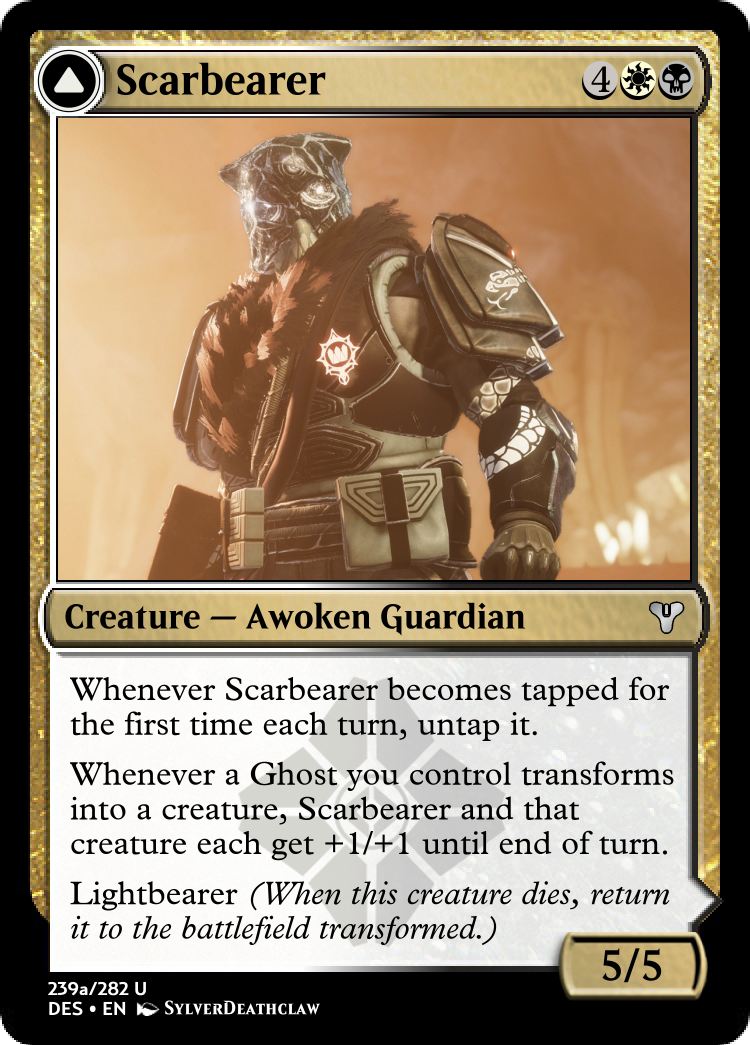 Scarbearer 4
Creature — Awoken Guardian
Whenever Scarbearer becomes tapped for
the first time each turn, untap it.
Whenever a Ghost you control transforms
into a creature, Scarbearer and that
creature each get +1/+1 until end of turn.
Lightbearer (When this creature dies, return
it to the battlefield transformed.)
5/5
239a/282 U
DES • EN SylverDeathclaw